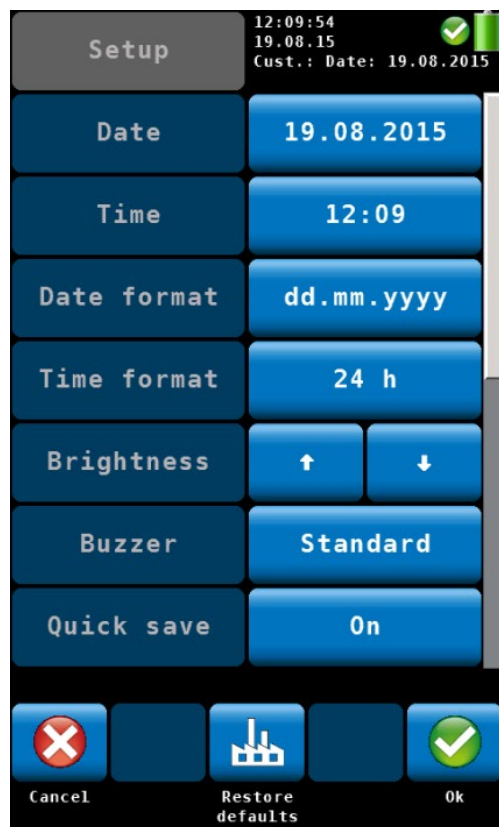 Setup
12:09:54
19.08.15
Cust.: Date: 19.08.2015
Date
19.08.2015
Time
12:09
Date format
dd.mm.yyyy
Time format
24 h
Brightness
Buzzer
Standard
Quick save
On
Cancel
Restore
defaults
Ok